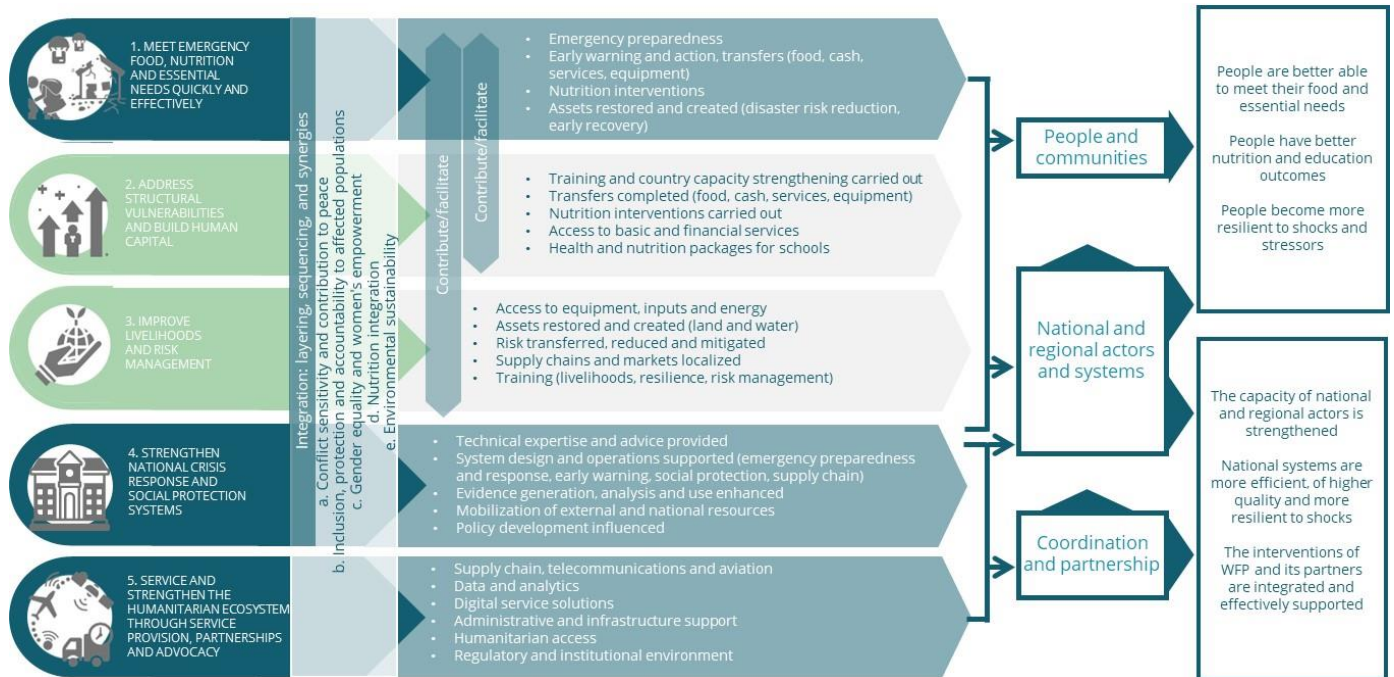 1. MEET EMERGENCY
FOOD, NUTRITION
AND ESSENTIAL
NEEDS QUICKLY AND
EFFECTIVELY
2. ADDRESS
STRUCTURAL
VULNERABILITIES
AND BUILD HUMAN
CAPITAL
3. IMPROVE
LIVELIHOODS
AND RISK
MANAGEMENT
4. STRENGTHEN
NATIONAL CRISIS
RESPONSE AND
SOCIAL PROTECTION
SYSTEMS
5. SERVICE AND
STRENGTHEN THE
HUMANITARIAN ECOSYSTEM
THROUGH SERVICE
PROVISION, PARTNERSHIPS
AND ADVOCACY
Integration: layering, sequencing, and synergies
a. Conflict sensitivity and contribution to peace
b. Inclusion, protection and accountability to affected populations
c. Gender equality and women's empowerment
d. Nutrition integration
e. Environmental sustainability
Contribute/facilitate
Contribute/facilitate
• Emergency preparedness
• Early warning and action, transfers (food, cash,
services, equipment)
• Nutrition interventions
• Assets restored and created (disaster risk reduction,
early recovery)
• Training and country capacity strengthening carried out
• Transfers completed (food, cash, services, equipment)
• Nutrition interventions carried out
• Access to basic and financial services
• Health and nutrition packages for schools
• Access to equipment, inputs and energy
• Assets restored and created (land and water)
• Risk transferred, reduced and mitigated
• Supply chains and markets localized
• Training (livelihoods, resilience, risk management)
• Technical expertise and advice provided
• System design and operations supported (emergency preparedness
and response, early warning, social protection, supply chain)
• Evidence generation, analysis and use enhanced
• Mobilization of external and national resources
• Policy development influenced
• Supply chain, telecommunications and aviation
• Data and analytics
• Digital service solutions
• Administrative and infrastructure support
• Humanitarian access
• Regulatory and institutional environment
People and
communities
National and
regional actors
and systems
Coordination
and partnership
People are better able
to meet their food and
essential needs
People have better
nutrition and education
outcomes
People become more
resilient to shocks and
stressors
The capacity of national
and regional actors is
strengthened
National systems are
more efficient, of higher
quality and more
resilient to shocks
The interventions of
WFP and its partners
are integrated and
effectively supported